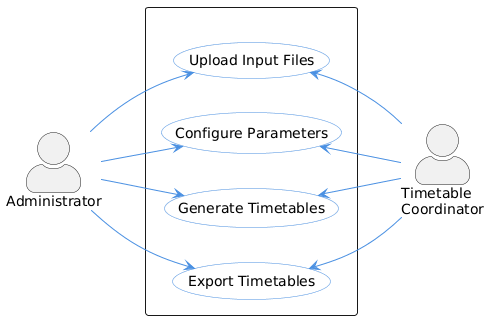 Upload Input Files
Configure Parameters
Administrator
Timetable
Coordinator
Generate Timetables
Export Timetables